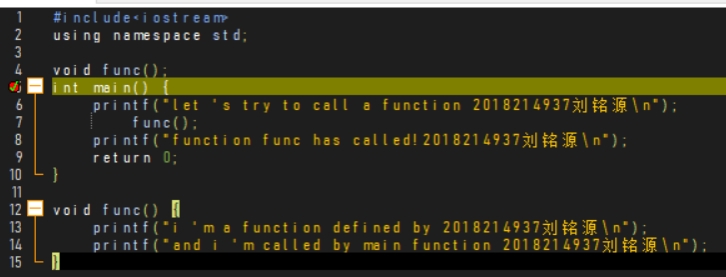 1 #include<iostream>
2 using namespace std;
3
4 void func();
int main() {
6 printf("let 's try to call a function 2018214937刘铭源\n");
7 func();
8 printf("function func has called!2018214937刘铭源\n");
9 return 0;
10 }
11
12 void func() {
13 printf("i 'm a function defined by 2018214937刘铭源\n");
14 printf("and i 'm called by main function 2018214937刘铭源\n");
15 }